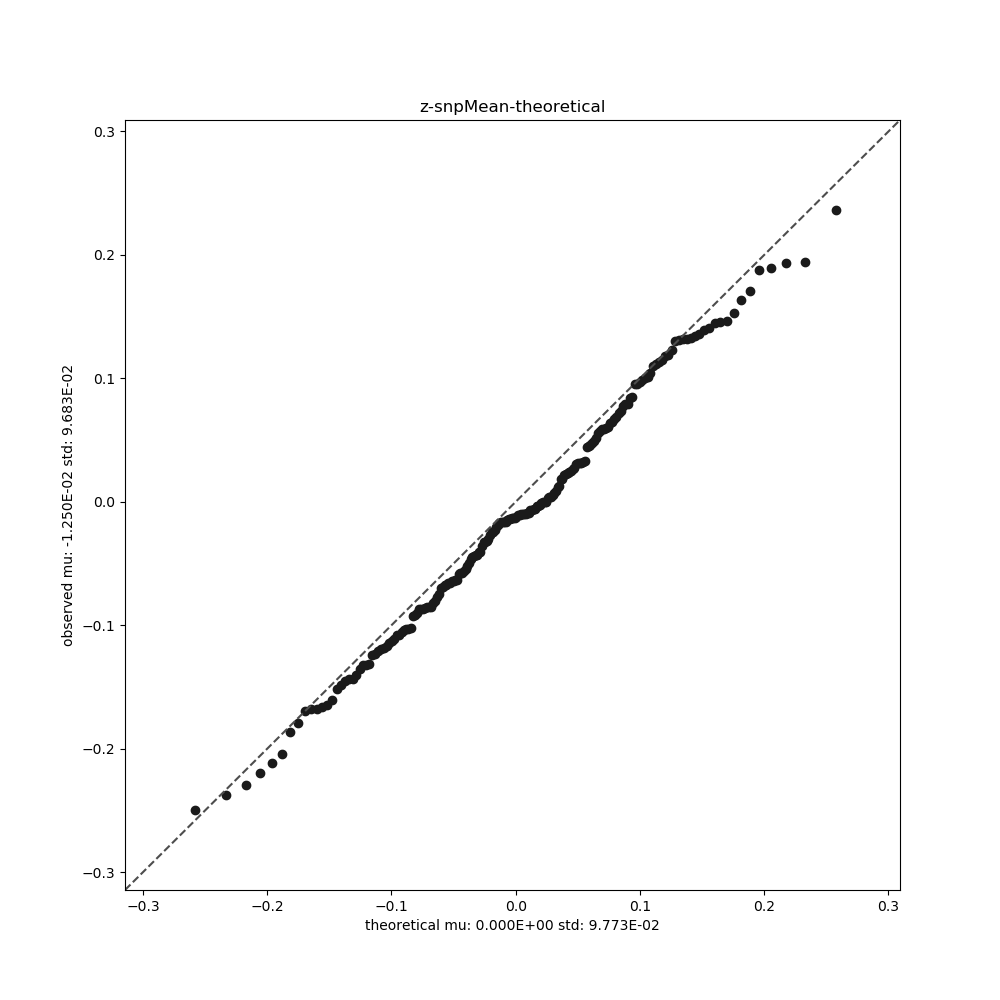 z-snpMean-theoretical
0.3
0.2
0.1
0.0
−0.1
−0.2
−0.3
observed mu: -1.250E-02 std: 9.683E-02
−0.3 −0.2 −0.1 0.0 0.1 0.2 0.3
theoretical mu: 0.000E+00 std: 9.773E-02